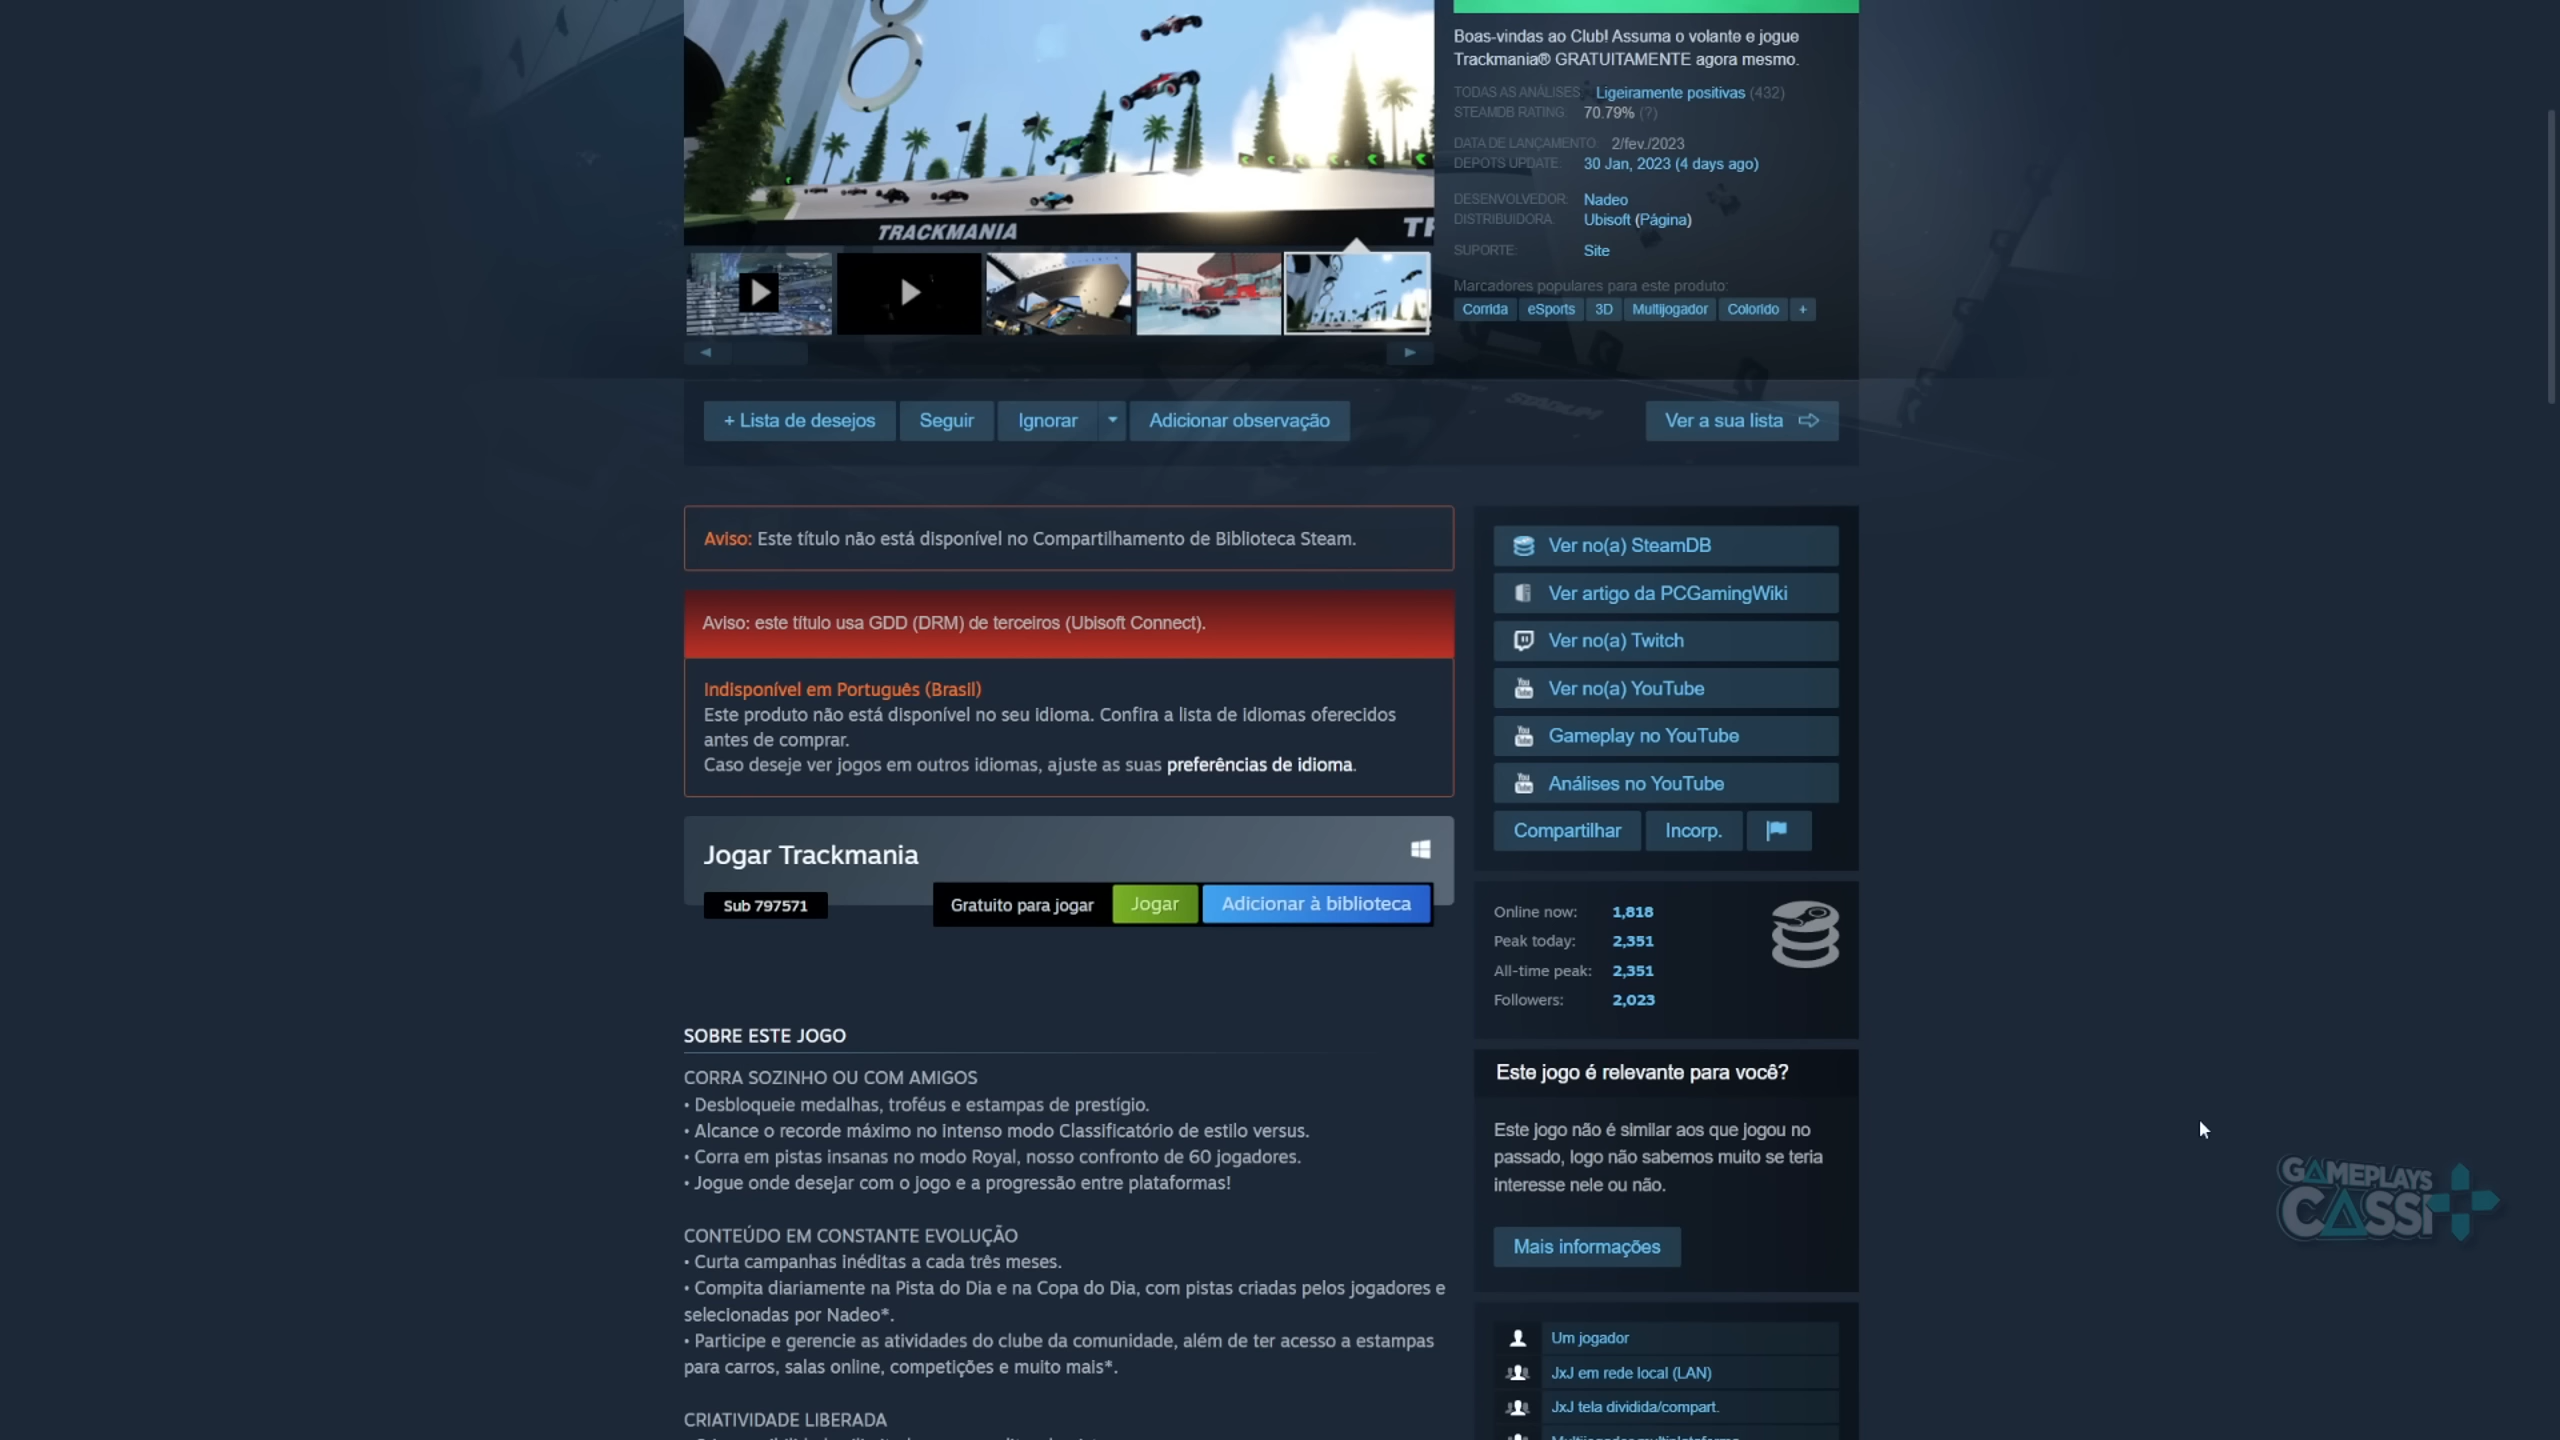 TRACKMANIA
Boas-vindas ao Club! Assuma o volante e jogue
Trackmania® GRATUITAMENTE agora mesmo.
TODAS AS ANÁLISES: Ligeiramente positivas (432)
STEAMDB RATING: 70.79% (?)
DATA DE LANÇAMENTO: 2/fev./2023
DEPOTS UPDATE: 30 Jan, 2023 (4 days ago)
DESENVOLVEDOR: Nadeo
DISTRIBUIDORA: Ubisoft (Página)
SUPORTE: Site
Marcadores populares para este produto:
Corrida eSports 3D Multijogador Colorido +
+ Lista de desejos Seguir Ignorar Adicionar observação Ver a sua lista
STADIUM
Aviso: Este título não está disponível no Compartilhamento de Biblioteca Steam.
Aviso: este título usa GDD (DRM) de terceiros (Ubisoft Connect).
Indisponível em Português (Brasil)
Este produto não está disponível no seu idioma. Confira a lista de idiomas oferecidos
antes de comprar.
Caso deseje ver jogos em outros idiomas, ajuste as suas preferências de idioma.
Jogar Trackmania
Sub 797571
Gratuito para jogar Jogar Adicionar à biblioteca
SOBRE ESTE JOGO
CORRA SOZINHO OU COM AMIGOS
• Desbloqueie medalhas, troféus e estampas de prestígio.
• Alcance o recorde máximo no intenso modo Classificatório de estilo versus.
• Corra em pistas insanas no modo Royal, nosso confronto de 60 jogadores.
• Jogue onde desejar com o jogo e a progressão entre plataformas!
CONTEÚDO EM CONSTANTE EVOLUÇÃO
• Curta campanhas inéditas a cada três meses.
• Compita diariamente na Pista do Dia e na Copa do Dia, com pistas criadas pelos jogadores e
selecionadas por Nadeo*.
• Participe e gerencie as atividades do clube da comunidade, além de ter acesso a estampas
para carros, salas online, competições e muito mais*.
CRIATIVIDADE LIBERADA
Ver no(a) SteamDB
Ver artigo da PCGamingWiki
Ver no(a) Twitch
Ver no(a) YouTube
Gameplay no YouTube
Análises no YouTube
Compartilhar Incorp.
Online now: 1,818
Peak today: 2,351
All-time peak: 2,351
Followers: 2,023
Este jogo é relevante para você?
Este jogo não é similar aos que jogou no
passado, logo não sabemos muito se teria
interesse nele ou não.
Mais informações
Um jogador
JxJ em rede local (LAN)
JxJ tela dividida/compart.
GAMEPLAYS
CASSI